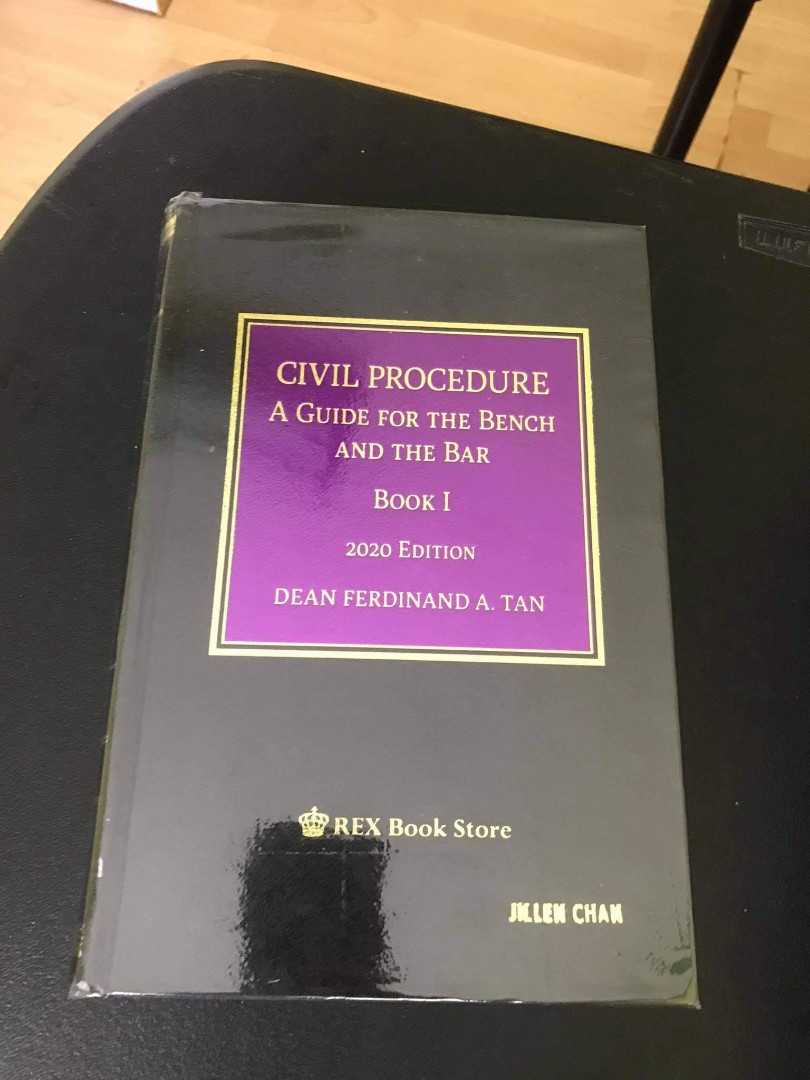 CIVIL PROCEDURE
A GUIDE FOR THE BENCH
AND THE BAR
BOOK I
2020 EDITION
DEAN FERDINAND A. TAN
REX Book Store
CHAN